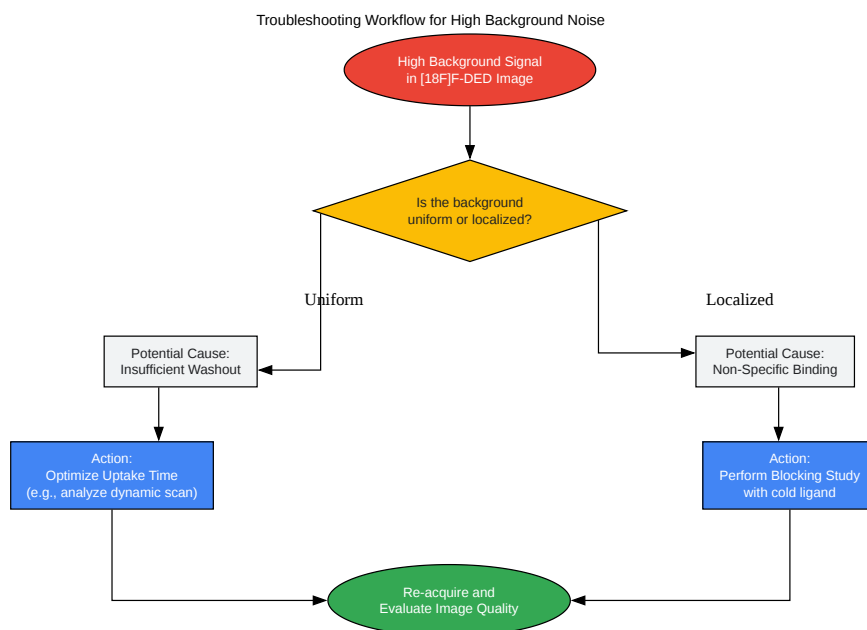 Troubleshooting Workflow for High Background Noise
High Background Signal
in [18F]F-DED Image
Is the background
uniform or localized?
Uniform
Localized
Potential Cause:
Insufficient Washout
Potential Cause:
Non-Specific Binding
Action:
Optimize Uptake Time
(e.g., analyze dynamic scan)
Action:
Perform Blocking Study
with cold ligand
Re-acquire and
Evaluate Image Quality